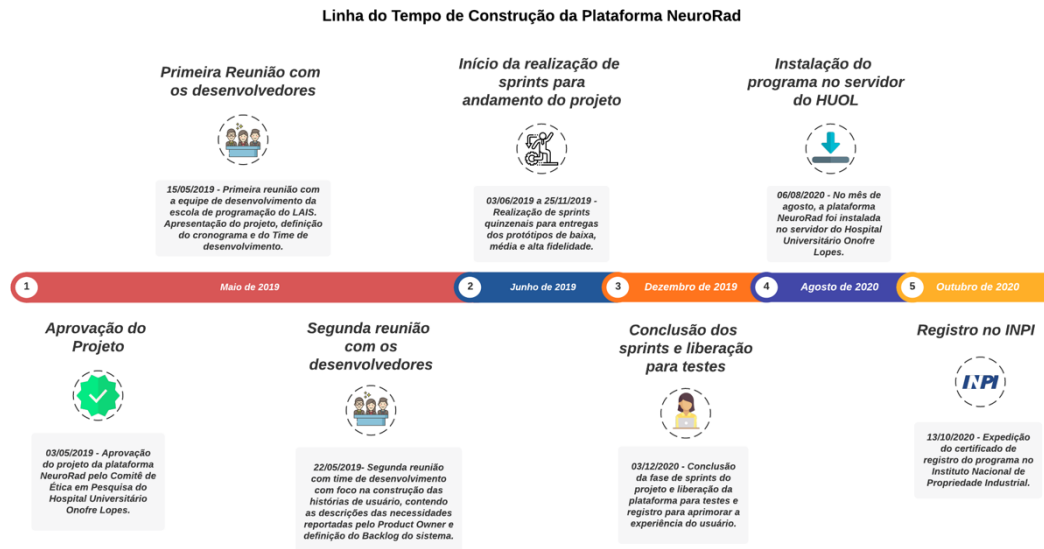 Linha do Tempo de Construção da Plataforma NeuroRad
Primeira Reunião com
os desenvolvedores
15/05/2019 - Primeira reunião com
a equipe de desenvolvimento da
escola de programação do LAIS.
Apresentação do projeto, definição
do cronograma e do Time de
desenvolvimento.
Início da realização de
sprints para
andamento do projeto
03/06/2019 a 25/11/2019 -
Realização de sprints
quinzenais para entregas
dos protótipos de baixa,
média e alta fidelidade.
Instalação do
programa no servidor
do HUOL
06/08/2020 - No mês de
agosto, a plataforma
NeuroRad foi instalada
no servidor do Hospital
Universitário Onofre
Lopes.
1 Maio de 2019
2 Junho de 2019
3 Dezembro de 2019
4 Agosto de 2020
5 Outubro de 2020
Aprovação do
Projeto
03/05/2019 - Aprovação
do projeto da plataforma
NeuroRad pelo Comitê de
Ética em Pesquisa do
Hospital Universitário
Onofre Lopes.
Segunda reunião
com os
desenvolvedores
22/05/2019- Segunda reunião
com time de desenvolvimento
com foco na construção das
histórias de usuário, contendo
as descrições das necessidades
reportadas pelo Product Owner e
definição do Backlog do sistema.
Conclusão dos
sprints e liberação
para testes
03/12/2020 - Conclusão
da fase de sprints do
projeto e liberação da
plataforma para testes e
registro para aprimorar a
experiência do usuário.
Registro no INPI
INPI
13/10/2020 - Expedição
do certificado de
registro do programa no
Instituto Nacional de
Propriedade Industrial.